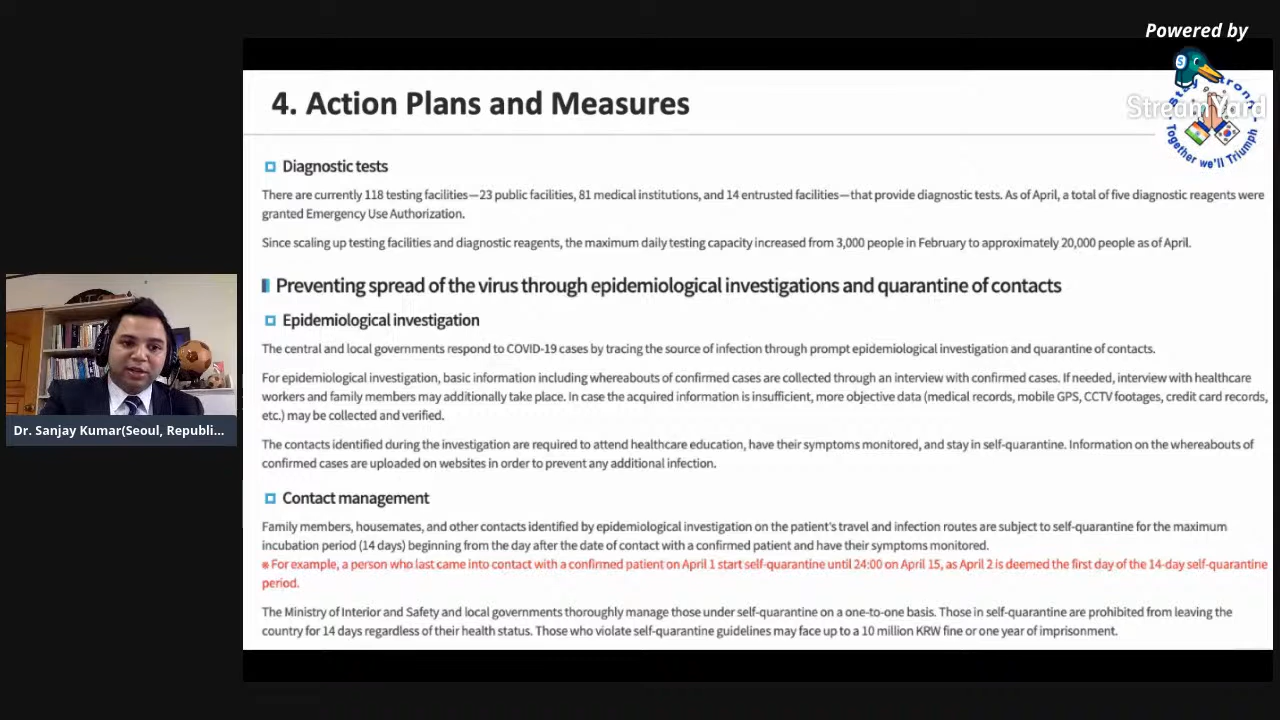 Powered by
StreamYard
Stay Strong
Together we'll Triumph
4. Action Plans and Measures
Diagnostic tests
There are currently 118 testing facilities—23 public facilities, 81 medical institutions, and 14 entrusted facilities—that provide diagnostic tests. As of April, a total of five diagnostic reagents were
granted Emergency Use Authorization.
Since scaling up testing facilities and diagnostic reagents, the maximum daily testing capacity increased from 3,000 people in February to approximately 20,000 people as of April.
Preventing spread of the virus through epidemiological investigations and quarantine of contacts
Epidemiological investigation
The central and local governments respond to COVID-19 cases by tracing the source of infection through prompt epidemiological investigation and quarantine of contacts.
For epidemiological investigation, basic information including whereabouts of confirmed cases are collected through an interview with confirmed cases. If needed, interview with healthcare
workers and family members may additionally take place. In case the acquired information is insufficient, more objective data (medical records, mobile GPS, CCTV footages, credit card records,
etc.) may be collected and verified.
The contacts identified during the investigation are required to attend healthcare education, have their symptoms monitored, and stay in self-quarantine. Information on the whereabouts of
confirmed cases are uploaded on websites in order to prevent any additional infection.
Contact management
Family members, housemates, and other contacts identified by epidemiological investigation on the patient's travel and infection routes are subject to self-quarantine for the maximum
incubation period (14 days) beginning from the day after the date of contact with a confirmed patient and have their symptoms monitored.
※ For example, a person who last came into contact with a confirmed patient on April 1 start self-quarantine until 24:00 on April 15, as April 2 is deemed the first day of the 14-day self-quarantine
period.
The Ministry of Interior and Safety and local governments thoroughly manage those under self-quarantine on a one-to-one basis. Those in self-quarantine are prohibited from leaving the
country for 14 days regardless of their health status. Those who violate self-quarantine guidelines may face up to a 10 million KRW fine or one year of imprisonment.
Dr. Sanjay Kumar(Seoul, Republi...